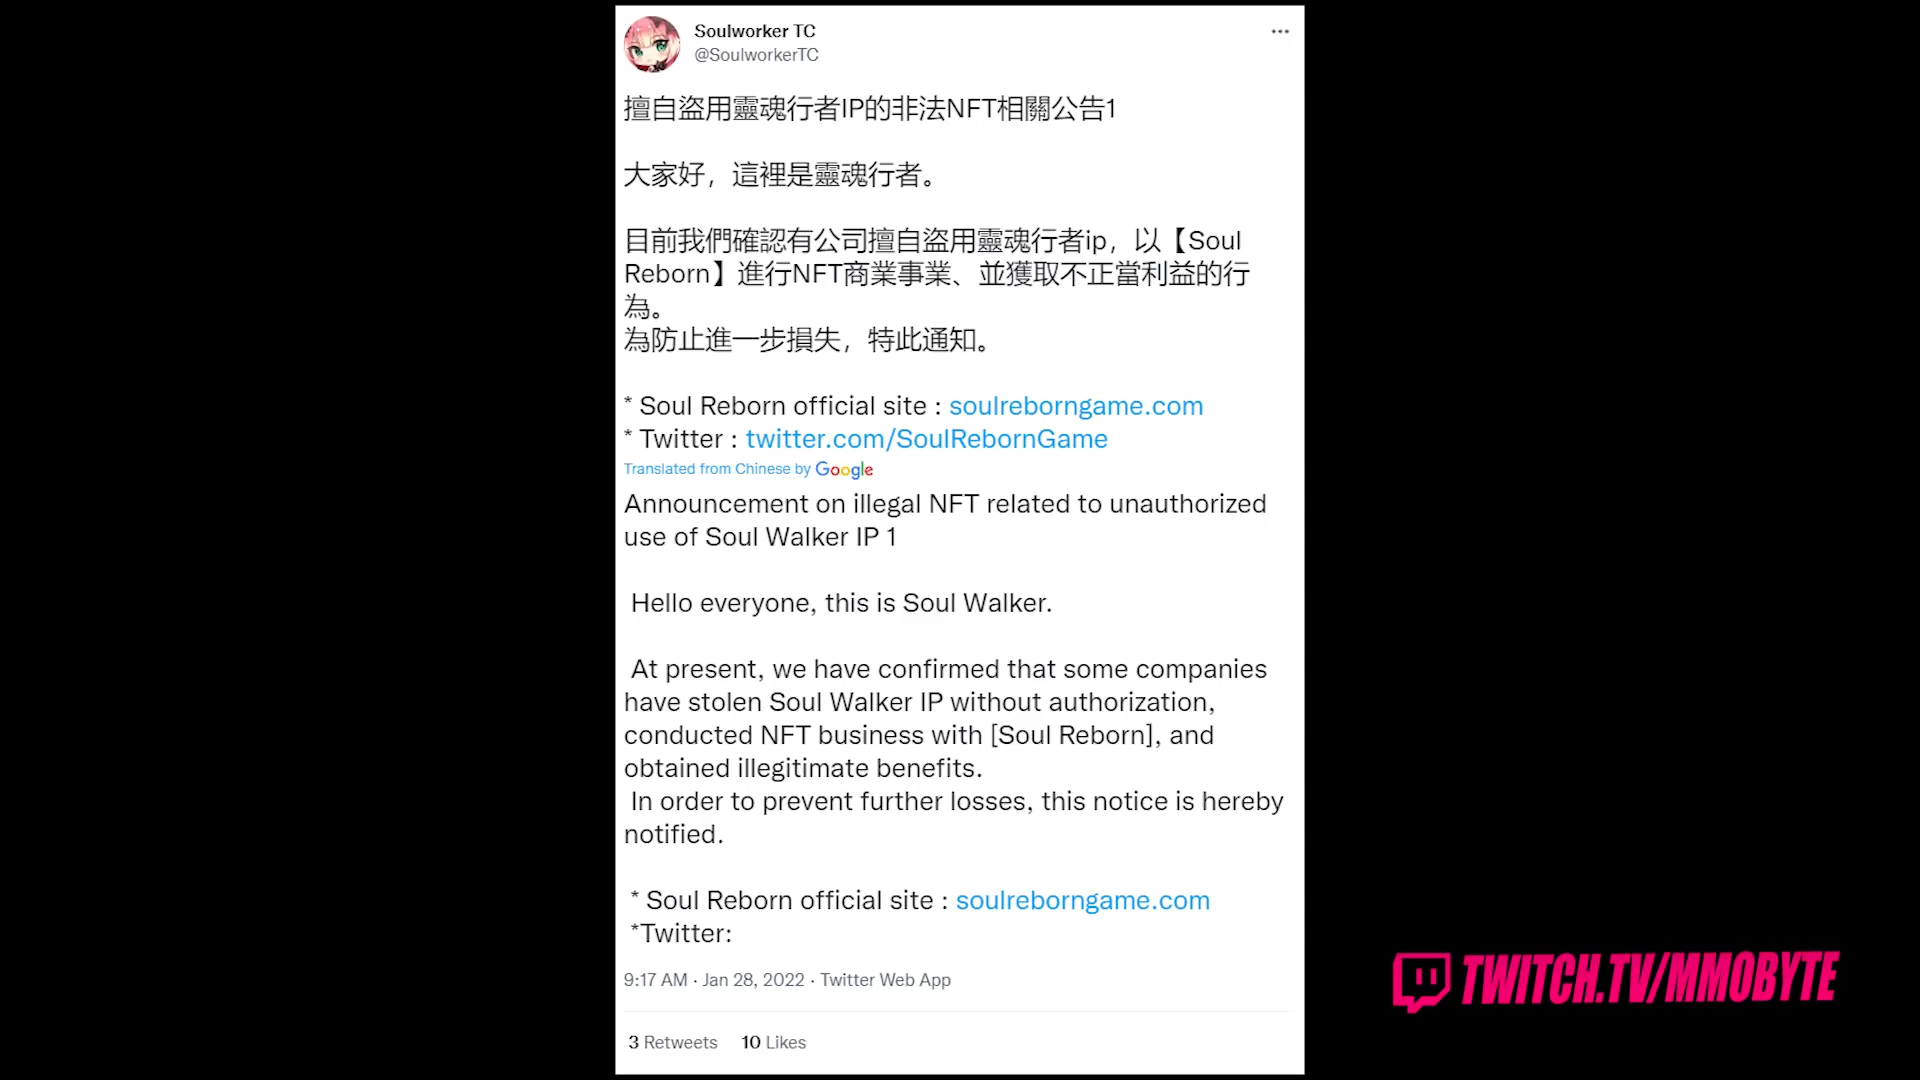 Soulworker TC
@SoulworkerTC
擅自盜用靈魂行者IP的非法NFT相關公告1
大家好，這裡是靈魂行者。
目前我們確認有公司擅自盜用靈魂行者ip，以【Soul
Reborn】進行NFT商業事業、並獲取不正當利益的行
為。
為防止進一步損失，特此通知。
* Soul Reborn official site : soulreborngame.com
* Twitter : twitter.com/SoulRebornGame
Translated from Chinese by Google
Announcement on illegal NFT related to unauthorized
use of Soul Walker IP 1
Hello everyone, this is Soul Walker.
At present, we have confirmed that some companies
have stolen Soul Walker IP without authorization,
conducted NFT business with [Soul Reborn], and
obtained illegitimate benefits.
In order to prevent further losses, this notice is hereby
notified.
* Soul Reborn official site : soulreborngame.com
*Twitter:
9:17 AM · Jan 28, 2022 · Twitter Web App
3 Retweets 10 Likes
TWITCH.TV/MMOBYTE